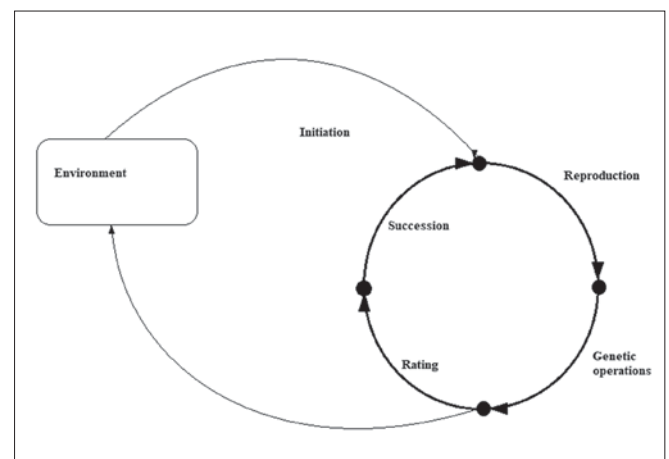 Initiation
Environment
Reproduction
Succession
Rating
Genetic
operations